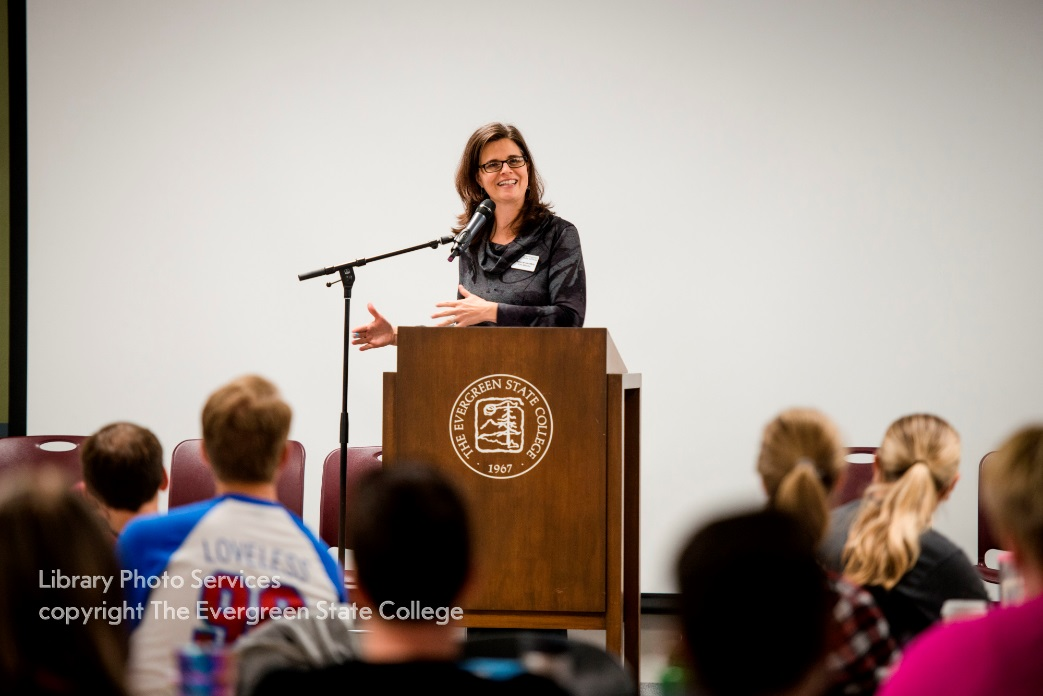 THE EVERGREEN STATE COLLEGE
· 1967 ·
LOVELESS
Library Photo Services
copyright The Evergreen State College